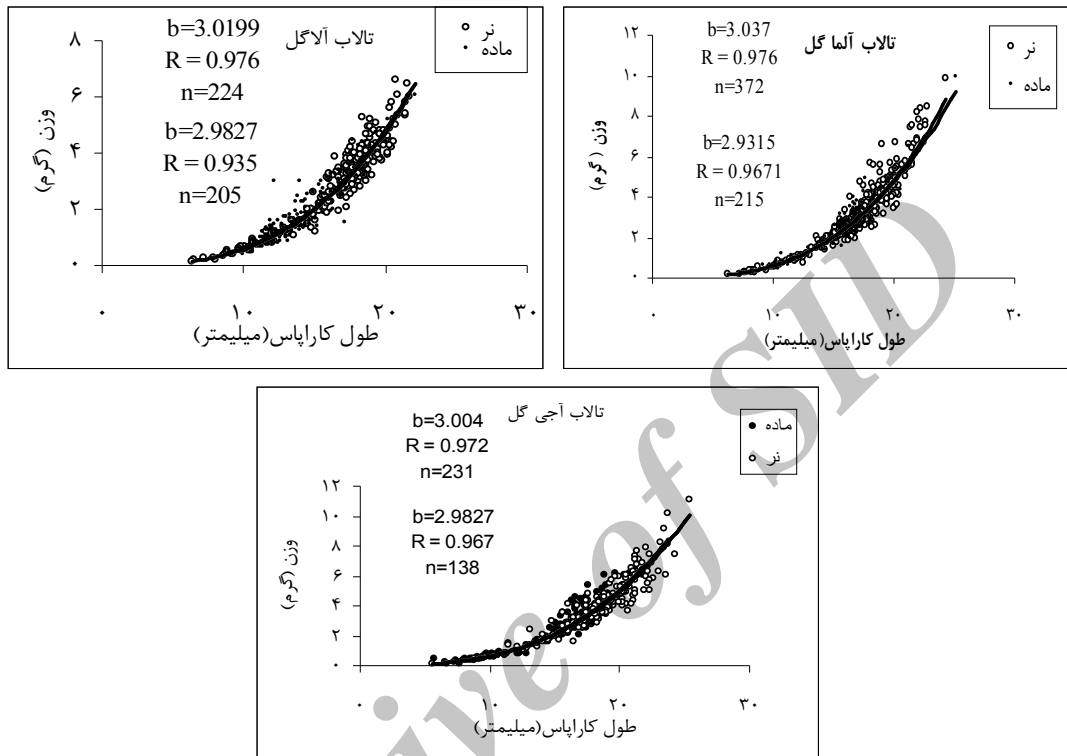 تالاب آلاگل
b=3.0199
R = 0.976
n=224
b=2.9827
R = 0.935
n=205
نر
ماده
وزن (گرم)
۸
۶
۴
۲
۰
۰
۱۰
۲۰
۳۰
طول کاراپاس(میلیمتر)
تالاب آلما گل
b=3.037
R = 0.976
n=372
b=2.9315
R = 0.9671
n=215
نر
ماده
وزن ( گرم)
۱۲
۱۰
۸
۶
۴
۲
۰
۰
۱۰
۲۰
۳۰
طول کاراپاس(میلیمتر)
تالاب آجی گل
b=3.004
R = 0.972
n=231
b=2.9827
R = 0.967
n=138
ماده
نر
وزن (گرم)
۱۲
۱۰
۸
۶
۴
۲
۰
۰
۱۰
۲۰
۳۰
طول کاراپاس(میلیمتر)
ive of SID